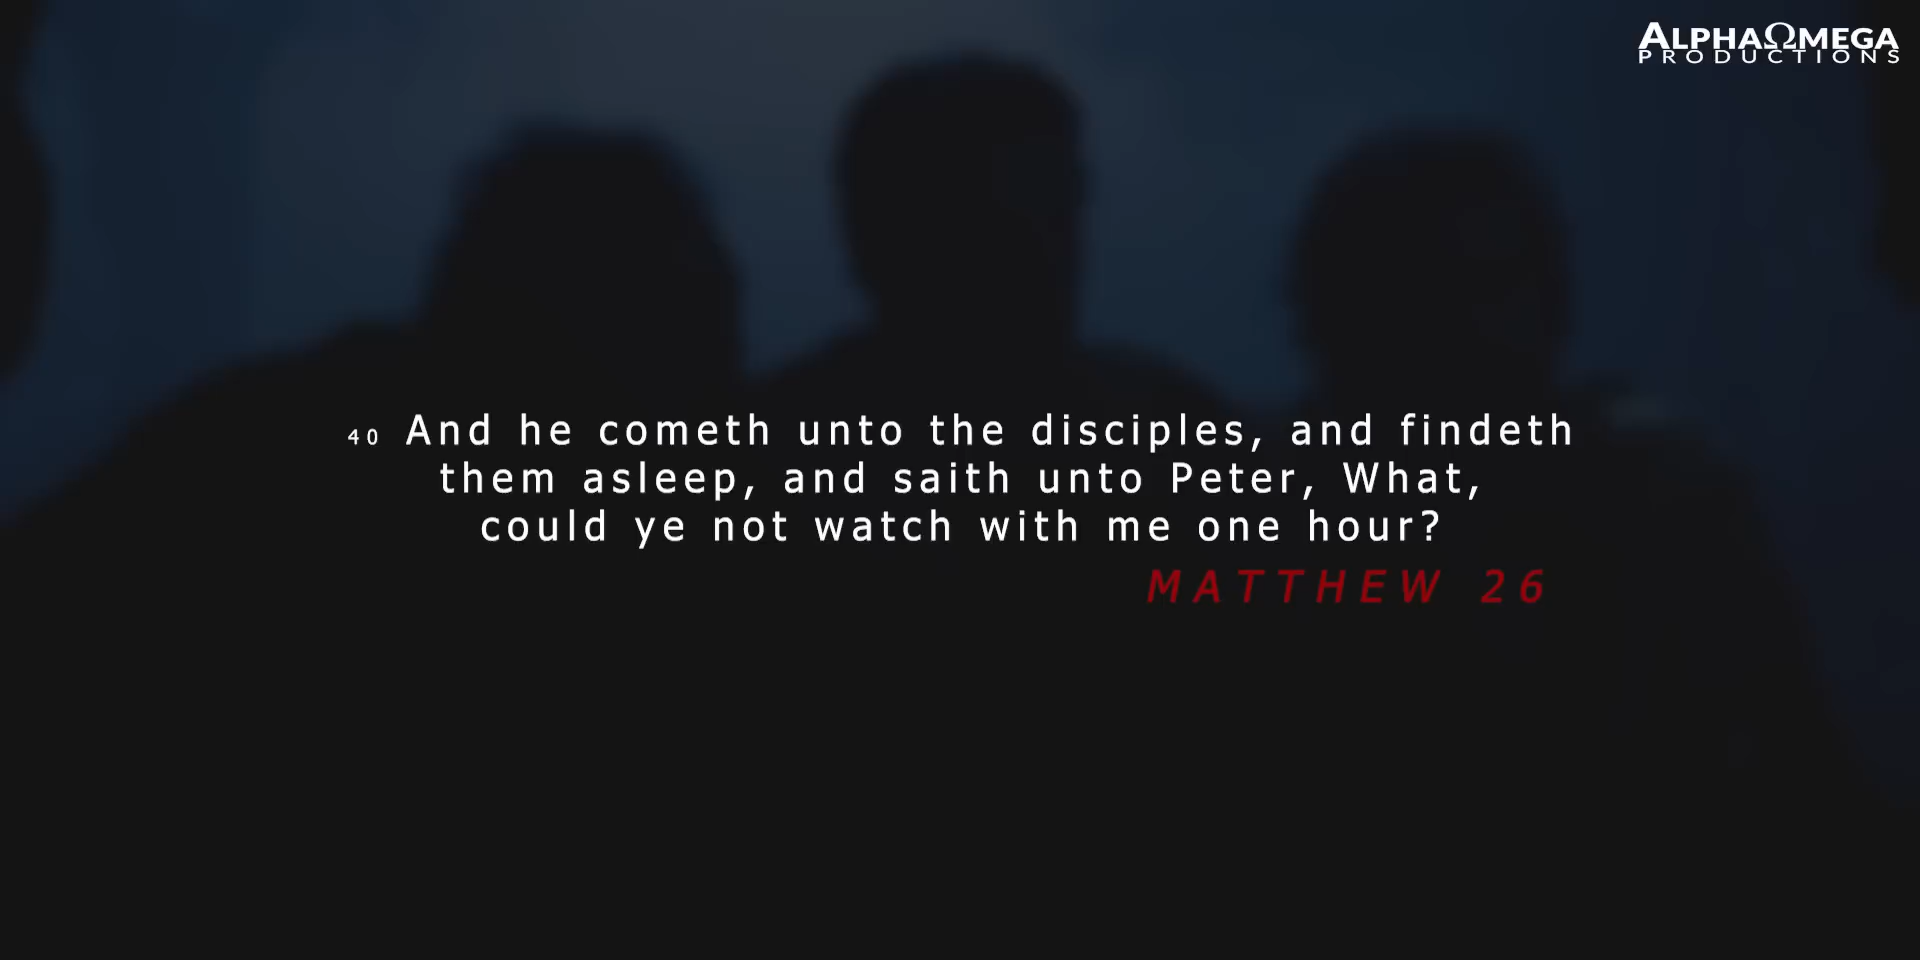 ALPHAΩMEGA
PRODUCTIONS
40 And he cometh unto the disciples, and findeth
them asleep, and saith unto Peter, What,
could ye not watch with me one hour?
MATTHEW 26